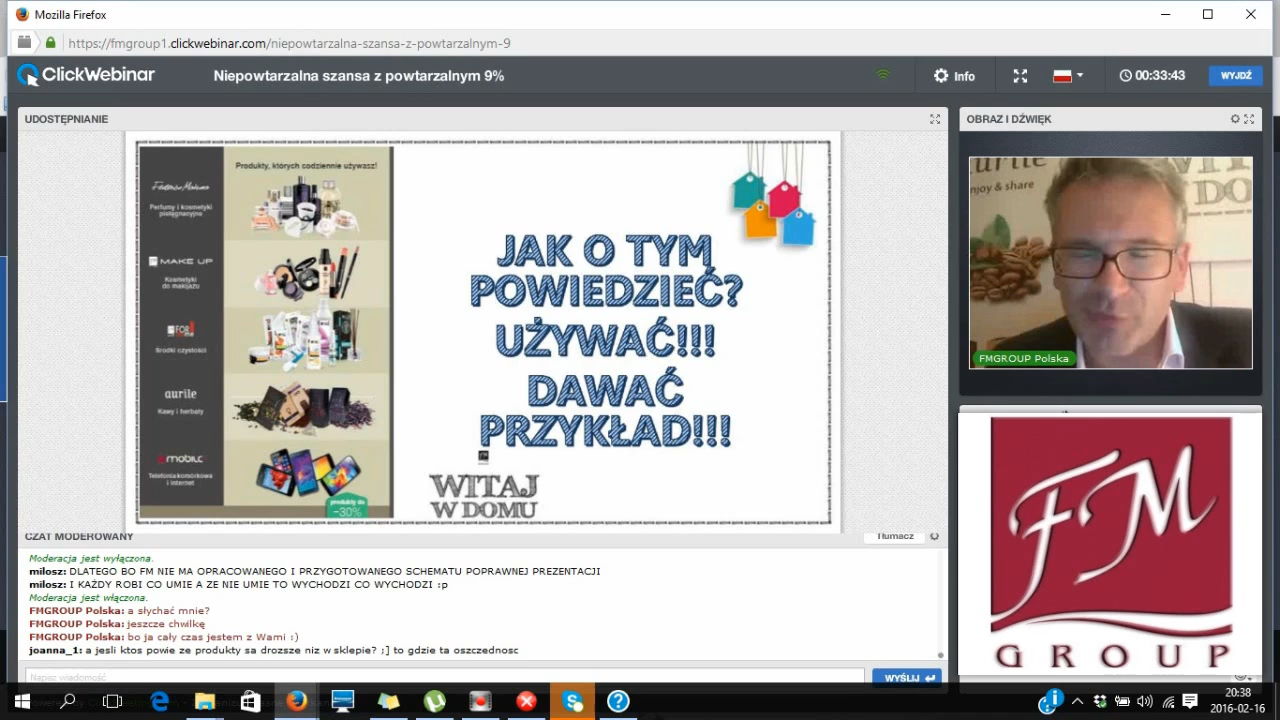 Mozilla Firefox
https://fmgroup1.clickwebinar.com/niepowtarzalna-szansa-z-powtarzalnym-9
ClickWebinar
Niepowtarzalna szansa z powtarzalnym 9%
Info
00:33:43
WYJDŹ
UDOSTĘPNIANIE
OBRAZ I DŹWIĘK
Produkty, których codziennie używasz!
Perfumy i kosmetyki
pielęgnacyjne
MAKE UP
Kosmetyki
do makijażu
FOR
Środki czystości
aurile
Kawy i herbaty
Telefonia komórkowa
i internet
produkty do
-30%
JAK O TYM
POWIEDZIEĆ?
UŻYWAĆ!!!
DAWAĆ
PRZYKŁAD!!!
WITAJ
W DOMU
enjoy & share
FMGROUP Polska
FM
GROUP
CZAT MODEROWANY
Tłumacz
Moderacja jest wyłączona.
milosz: DLATEGO BO FM NIE MA OPRACOWANEGO I PRZYGOTOWANEGO SCHEMATU POPRAWNEJ PREZENTACJI
milosz: I KAŻDY ROBI CO UMIE A ZE NIE UMIE TO WYCHODZI CO WYCHODZI :p
Moderacja jest włączona.
FMGROUP Polska: a słychać mnie?
FMGROUP Polska: jeszcze chwilkę
FMGROUP Polska: bo ja cały czas jestem z Wami :)
joanna_1: a jesli ktos powie ze produkty sa drozsze niz w sklepie? ;] to gdzie ta oszczednosc
Napisz wiadomość
WYŚLIJ
20:38
2016-02-16